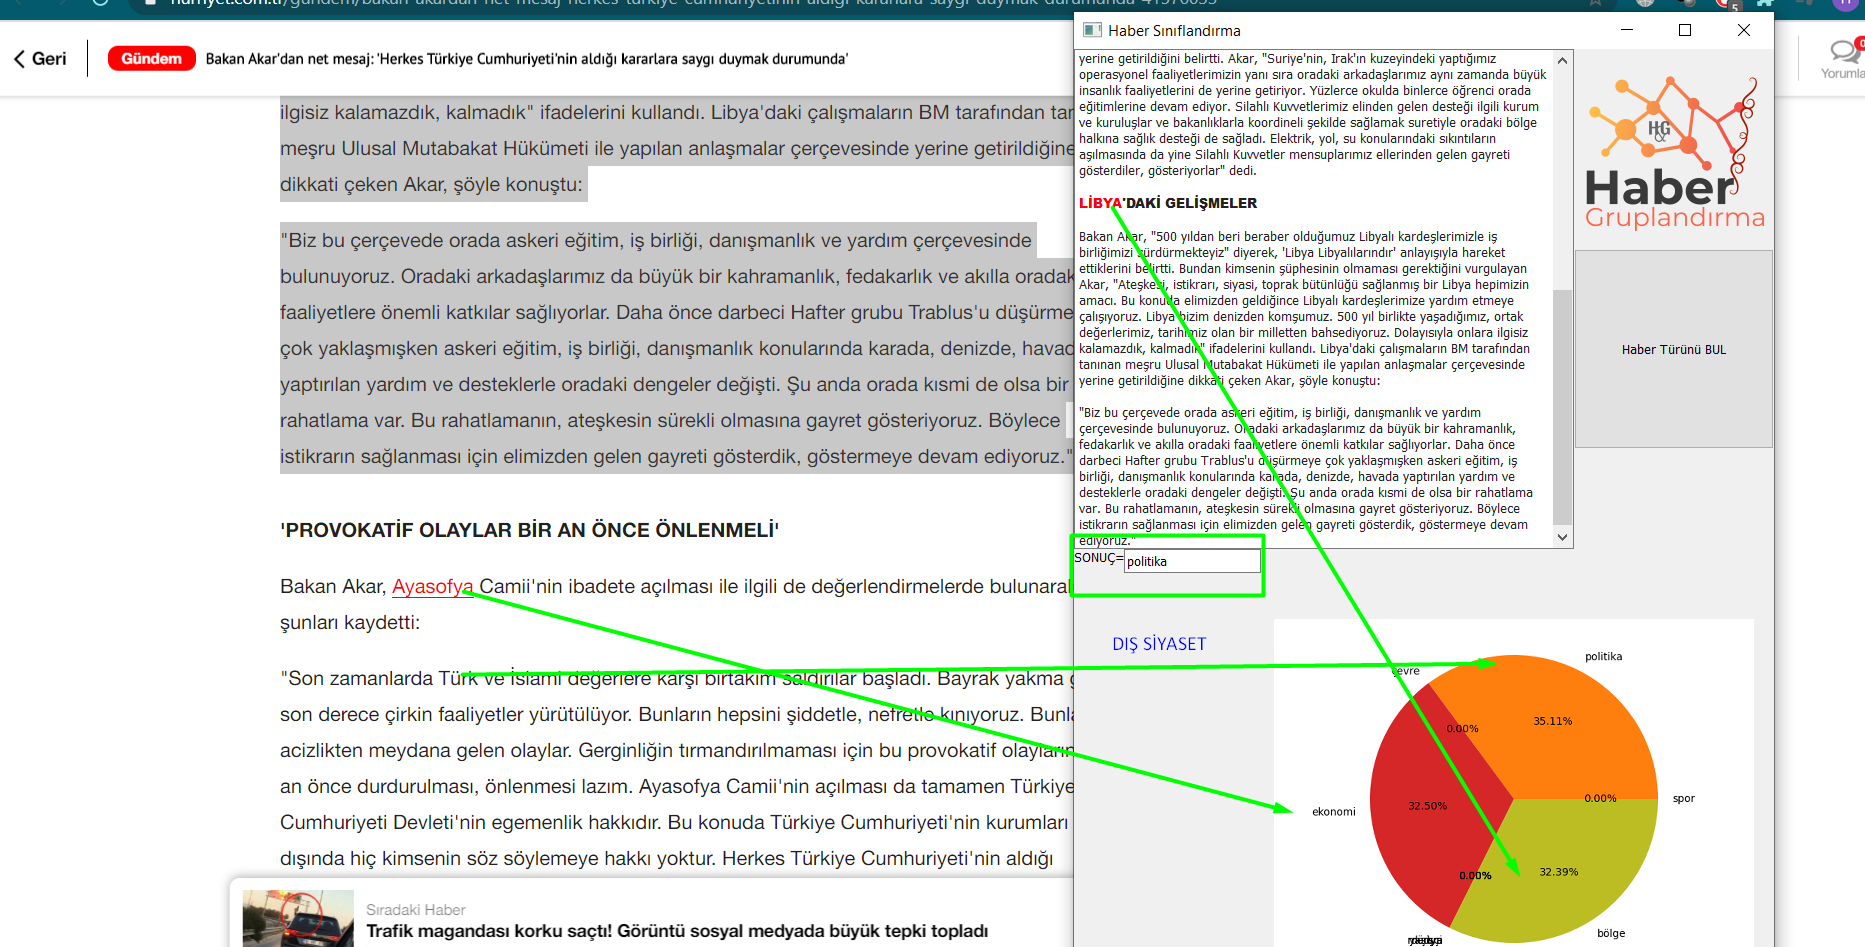 hurriyet.com.tr/gundem/bakan-akardan-net-mesaj-herkes-turkiye-cumhuriyetinin-aldigi-kararlara-saygi-duymak-durumunda-41570035
Geri
Gündem
Bakan Akar'dan net mesaj: 'Herkes Türkiye Cumhuriyeti'nin aldığı kararlara saygı duymak durumunda'
ilgisiz kalamazdık, kalmadık" ifadelerini kullandı. Libya'daki çalışmaların BM tarafından
meşru Ulusal Mutabakat Hükümeti ile yapılan anlaşmalar çerçevesinde yerine getirildiğine
dikkati çeken Akar, şöyle konuştu:
"Biz bu çerçevede orada askeri eğitim, iş birliği, danışmanlık ve yardım çerçevesinde
bulunuyoruz. Oradaki arkadaşlarımız da büyük bir kahramanlık, fedakarlık ve akılla
faaliyetlere önemli katkılar sağlıyorlar. Daha önce darbeci Hafter grubu Trablus'u düşürme
çok yaklaşmışken askeri eğitim, iş birliği, danışmanlık konularında karada, denizde, havad
yaptırılan yardım ve desteklerle oradaki dengeler değişti. Şu anda orada kısmi de olsa bir
rahatlama var. Bu rahatlamanın, ateşkesin sürekli olmasına gayret gösteriyoruz. Böylece
istikrarın sağlanması için elimizden gelen gayreti gösterdik, göstermeye devam ediyoruz."
'PROVOKATİF OLAYLAR BİR AN ÖNCE ÖNLENMELİ'
Bakan Akar, Ayasofya Camii'nin ibadete açılması ile ilgili de değerlendirmelerde bulunaral
şunları kaydetti:
"Son zamanlarda Türk ve İslami değerlere karşı birtakım saldırılar başladı. Bayrak yakma g
son derece çirkin faaliyetler yürütülüyor. Bunların hepsini şiddetle, nefretle kınıyoruz. Bunla
acizlikten meydana gelen olaylar. Gerginliğin tırmandırılmaması için bu provokatif olayların
an önce durdurulması, önlenmesi lazım. Ayasofya Camii'nin açılması da tamamen Türkiye
Cumhuriyeti Devleti'nin egemenlik hakkıdır. Bu konuda Türkiye Cumhuriyeti'nin kurumları
dışında hiç kimsenin söz söylemeye hakkı yoktur. Herkes Türkiye Cumhuriyeti'nin aldığı
Sıradaki Haber
Trafik magandası korku saçtı! Görüntü sosyal medyada büyük tepki topladı
Yorumla
5
Haber Sınıflandırma
yerine getirildiğini belirtti. Akar, "Suriye'nin, Irak'ın kuzeyindeki yaptığımız
operasyonel faaliyetlerimizin yanı sıra oradaki arkadaşlarımız aynı zamanda büyük
insanlık faaliyetlerini de yerine getiriyor. Yüzlerce okulda binlerce öğrenci orada
eğitimlerine devam ediyor. Silahlı Kuvvetlerimiz elinden gelen desteği ilgili kurum
ve kuruluşlar ve bakanlıklarla koordineli şekilde sağlamak suretiyle oradaki bölge
halkına sağlık desteği de sağladı. Elektrik, yol, su konularındaki sıkıntıların
aşılmasında da yine Silahlı Kuvvetler mensuplarımız ellerinden gelen gayreti
gösterdiler, gösteriyorlar" dedi.
LİBYA'DAKİ GELİŞMELER
Bakan Akar, "500 yıldan beri beraber olduğumuz Libyalı kardeşlerimizle iş
birliğimizi sürdürmekteyiz" diyerek, 'Libya Libyalılarındır' anlayışıyla hareket
ettiklerini belirtti. Bundan kimsenin şüphesinin olmaması gerektiğini vurgulayan
Akar, "Ateşkesi, istikrarı, siyasi, toprak bütünlüğü sağlanmış bir Libya hepimizin
amacı. Bu konuda elimizden geldiğince Libyalı kardeşlerimize yardım etmeye
çalışıyoruz. Libya bizim denizden komşumuz. 500 yıl birlikte yaşadığımız, ortak
değerlerimiz, tarihimiz olan bir milletten bahsediyoruz. Dolayısıyla onlara ilgisiz
kalamazdık, kalmadık" ifadelerini kullandı. Libya'daki çalışmaların BM tarafından
tanınan meşru Ulusal Mutabakat Hükümeti ile yapılan anlaşmalar çerçevesinde
yerine getirildiğine dikkati çeken Akar, şöyle konuştu:
"Biz bu çerçevede orada askeri eğitim, iş birliği, danışmanlık ve yardım
çerçevesinde bulunuyoruz. Oradaki arkadaşlarımız da büyük bir kahramanlık,
fedakarlık ve akılla oradaki faaliyetlere önemli katkılar sağlıyorlar. Daha önce
darbeci Hafter grubu Trablus'u düşürmeye çok yaklaşmışken askeri eğitim, iş
birliği, danışmanlık konularında karada, denizde, havada yaptırılan yardım ve
desteklerle oradaki dengeler değişti. Şu anda orada kısmi de olsa bir rahatlama
var. Bu rahatlamanın, ateşkesin sürekli olmasına gayret gösteriyoruz. Böylece
istikrarın sağlanması için elimizden gelen gayreti gösterdik, göstermeye devam
ediyoruz."
H&G
Haber
Gruplandırma
Haber Türünü BUL
SONUÇ=
politika
DIŞ SİYASET
politika
çevre
35.11%
0.00%
32.50%
0.00%
spor
ekonomi
0.00%
32.39%
bölge